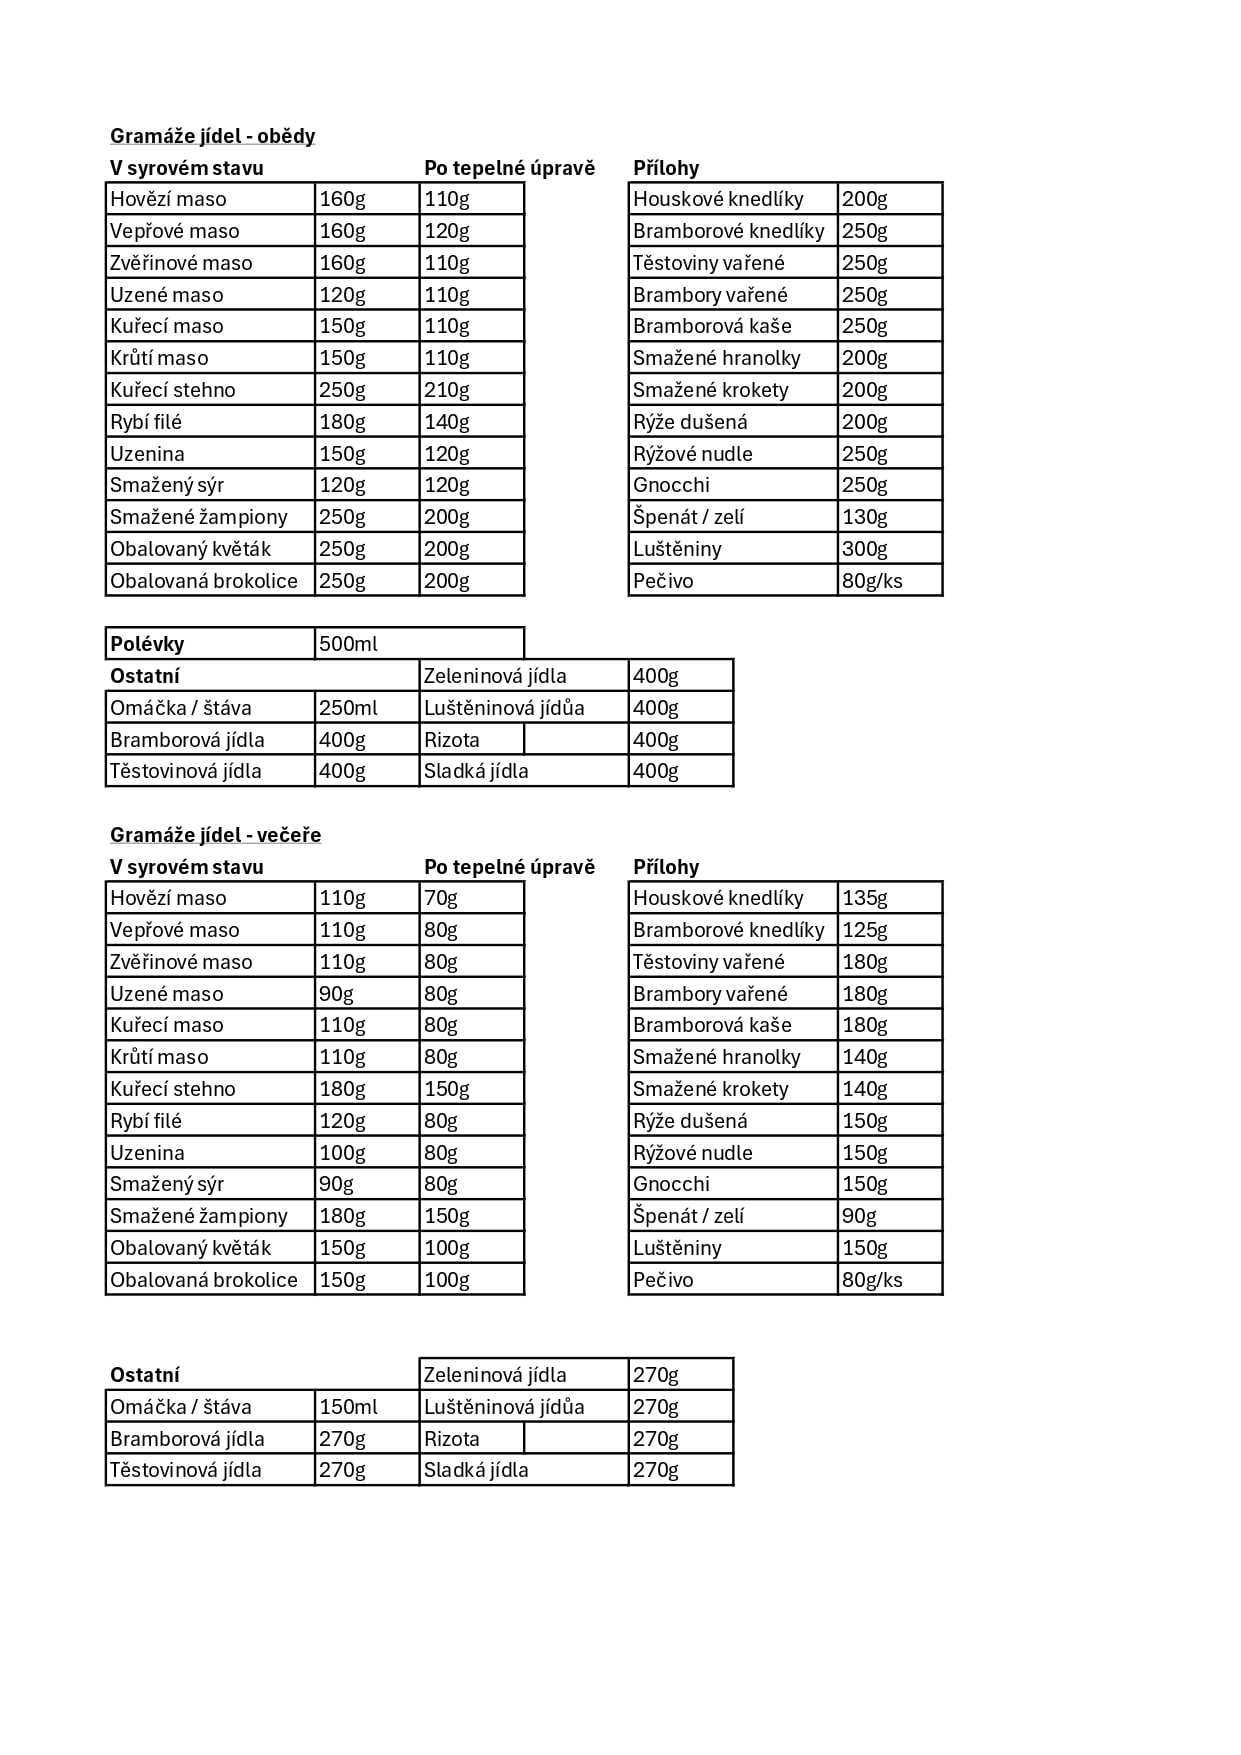 Gramáže jídel - obědy
V syrovém stavu Po tepelné úpravě Přílohy
Hovězí maso 160g 110g Houskové knedlíky 200g
Vepřové maso 160g 120g Bramborové knedlíky 250g
Zvěřinové maso 160g 110g Těstoviny vařené 250g
Uzené maso 120g 110g Brambory vařené 250g
Kuřecí maso 150g 110g Bramborová kaše 250g
Krůtí maso 150g 110g Smažené hranolky 200g
Kuřecí stehno 250g 210g Smažené krokety 200g
Rybí filé 180g 140g Rýže dušená 200g
Uzenina 150g 120g Rýžové nudle 250g
Smažený sýr 120g 120g Gnocchi 250g
Smažené žampiony 250g 200g Špenát / zelí 130g
Obalovaný květák 250g 200g Luštěniny 300g
Obalovaná brokolice 250g 200g Pečivo 80g/ks
Polévky 500ml
Ostatní Zeleninová jídla 400g
Omáčka / štáva 250ml Luštěninová jídůa 400g
Bramborová jídla 400g Rizota 400g
Těstovinová jídla 400g Sladká jídla 400g
Gramáže jídel - večeře
V syrovém stavu Po tepelné úpravě Přílohy
Hovězí maso 110g 70g Houskové knedlíky 135g
Vepřové maso 110g 80g Bramborové knedlíky 125g
Zvěřinové maso 110g 80g Těstoviny vařené 180g
Uzené maso 90g 80g Brambory vařené 180g
Kuřecí maso 110g 80g Bramborová kaše 180g
Krůtí maso 110g 80g Smažené hranolky 140g
Kuřecí stehno 180g 150g Smažené krokety 140g
Rybí filé 120g 80g Rýže dušená 150g
Uzenina 100g 80g Rýžové nudle 150g
Smažený sýr 90g 80g Gnocchi 150g
Smažené žampiony 180g 150g Špenát / zelí 90g
Obalovaný květák 150g 100g Luštěniny 150g
Obalovaná brokolice 150g 100g Pečivo 80g/ks
Ostatní Zeleninová jídla 270g
Omáčka / štáva 150ml Luštěninová jídůa 270g
Bramborová jídla 270g Rizota 270g
Těstovinová jídla 270g Sladká jídla 270g